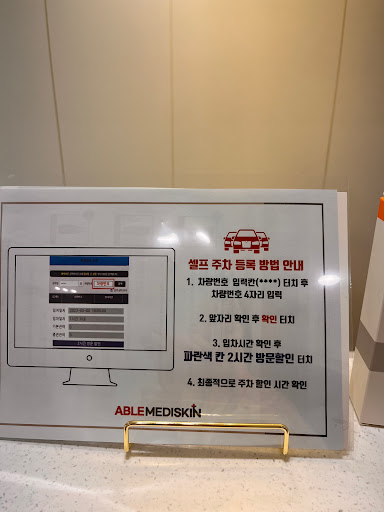 셀프 주차 등록 방법 안내
1. 차량번호 입력칸(****) 터치 후
차량번호 4자리 입력
2. 앞자리 확인 후 확인 터치
3. 입차시간 확인 후
파란색 칸 2시간 방문할인 터치
4. 최종적으로 주차 할인 시간 확인
ABLEMEDISKIN